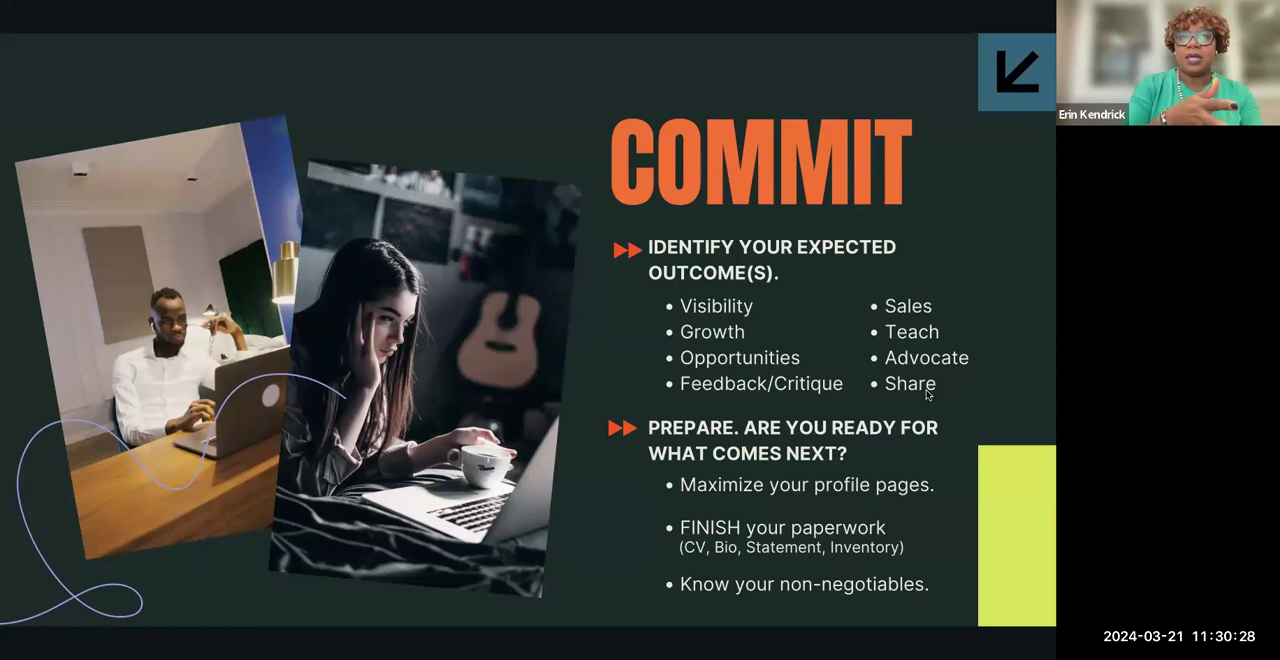 COMMIT
IDENTIFY YOUR EXPECTED
OUTCOME(S).
• Visibility
• Growth
• Opportunities
• Feedback/Critique
• Sales
• Teach
• Advocate
• Share
PREPARE. ARE YOU READY FOR
WHAT COMES NEXT?
• Maximize your profile pages.
• FINISH your paperwork
(CV, Bio, Statement, Inventory)
• Know your non-negotiables.
Erin Kendrick
2024-03-21 11:30:28